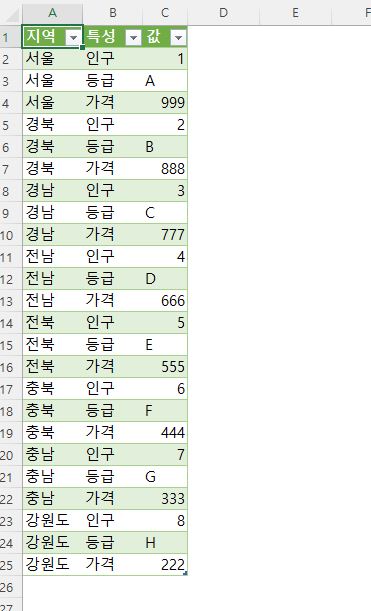 A B C D E F
1 지역 특성 값
2 서울 인구 1
3 서울 등급 A
4 서울 가격 999
5 경북 인구 2
6 경북 등급 B
7 경북 가격 888
8 경남 인구 3
9 경남 등급 C
10 경남 가격 777
11 전남 인구 4
12 전남 등급 D
13 전남 가격 666
14 전북 인구 5
15 전북 등급 E
16 전북 가격 555
17 충북 인구 6
18 충북 등급 F
19 충북 가격 444
20 충남 인구 7
21 충남 등급 G
22 충남 가격 333
23 강원도 인구 8
24 강원도 등급 H
25 강원도 가격 222
26
27